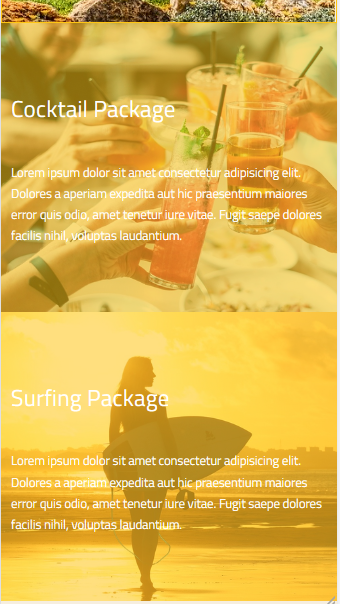 Cocktail Package
Lorem ipsum dolor sit amet consectetur adipisicing elit.
Dolores a aperiam expedita aut hic praesentium maiores
error quis odio, amet tenetur iure vitae. Fugit saepe dolores
facilis nihil, voluptas laudantium.
Surfing Package
Lorem ipsum dolor sit amet consectetur adipisicing elit.
Dolores a aperiam expedita aut hic praesentium maiores
error quis odio, amet tenetur iure vitae. Fugit saepe dolores
facilis nihil, voluptas laudantium.